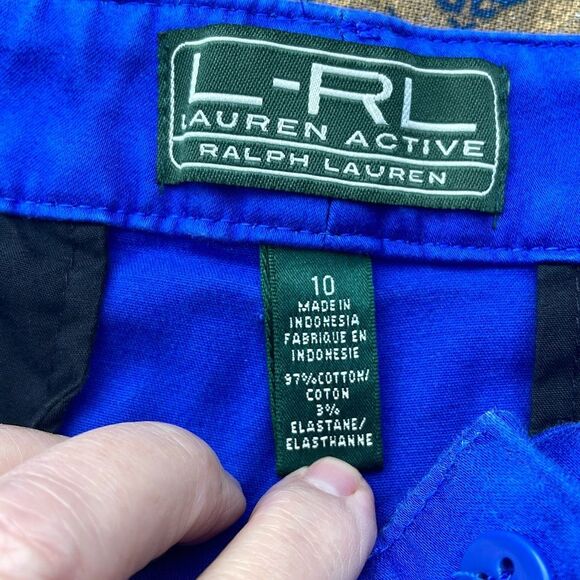 L-RL
LAUREN ACTIVE
RALPH LAUREN
10
MADE IN
INDONESIA
FABRIQUE EN
INDONESIE
97% COTTON/
COTON
3%
ELASTANE/
ELASTHANNE